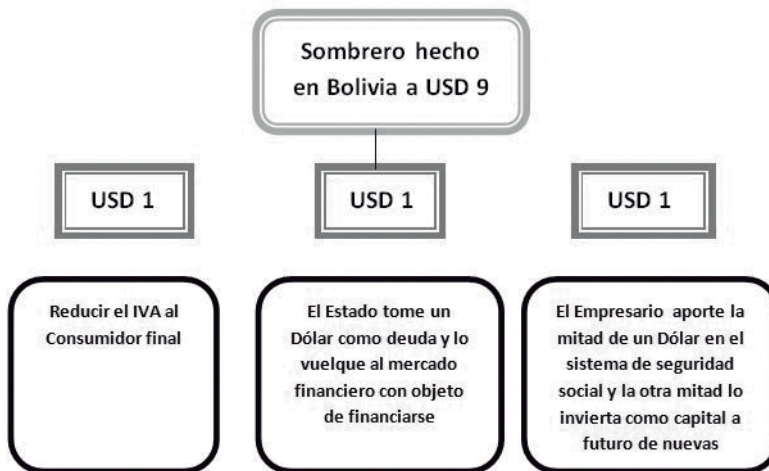 Sombrero hecho
en Bolivia a USD 9
USD 1
USD 1
USD 1
Reducir el IVA al
Consumidor final
El Estado tome un
Dólar como deuda y lo
vuelque al mercado
financiero con objeto
de financiarse
El Empresario aporte la
mitad de un Dólar en el
sistema de seguridad
social y la otra mitad lo
invierta como capital a
futuro de nuevas